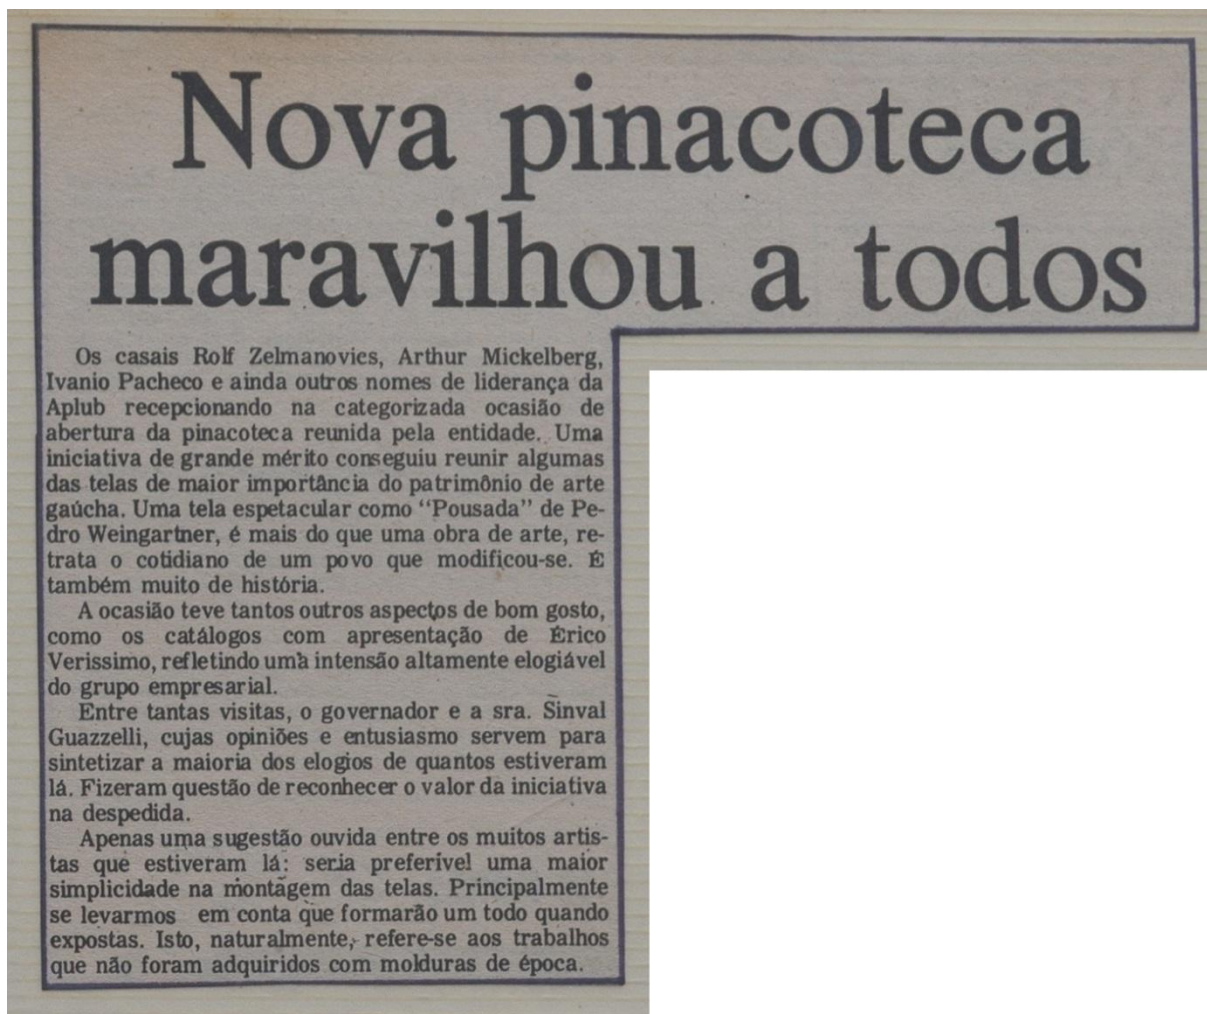 Nova pinacoteca
maravilhou a todos
Os casais Rolf Zelmanovics, Arthur Mickelberg,
Ivanio Pacheco e ainda outros nomes de liderança da
Aplub recepcionando na categorizada ocasião de
abertura da pinacoteca reunida pela entidade. Uma
iniciativa de grande mérito conseguiu reunir algumas
das telas de maior importância do patrimônio de arte
gaúcha. Uma tela espetacular como “Pousada” de Pe-
dro Weingartner, é mais do que uma obra de arte, re-
trata o cotidiano de um povo que modificou-se. É
também muito de história.
A ocasião teve tantos outros aspectos de bom gosto,
como os catálogos com apresentação de Érico
Verissimo, refletindo uma intensão altamente elogiável
do grupo empresarial.
Entre tantas visitas, o governador e a sra. Sinval
Guazzelli, cujas opiniões e entusiasmo servem para
sintetizar a maioria dos elogios de quantos estiveram
lá. Fizeram questão de reconhecer o valor da iniciativa
na despedida.
Apenas uma sugestão ouvida entre os muitos artis-
tas que estiveram lá: seria preferível uma maior
simplicidade na montagem das telas. Principalmente
se levarmos em conta que formarão um todo quando
expostas. Isto, naturalmente, refere-se aos trabalhos
que não foram adquiridos com molduras de época.